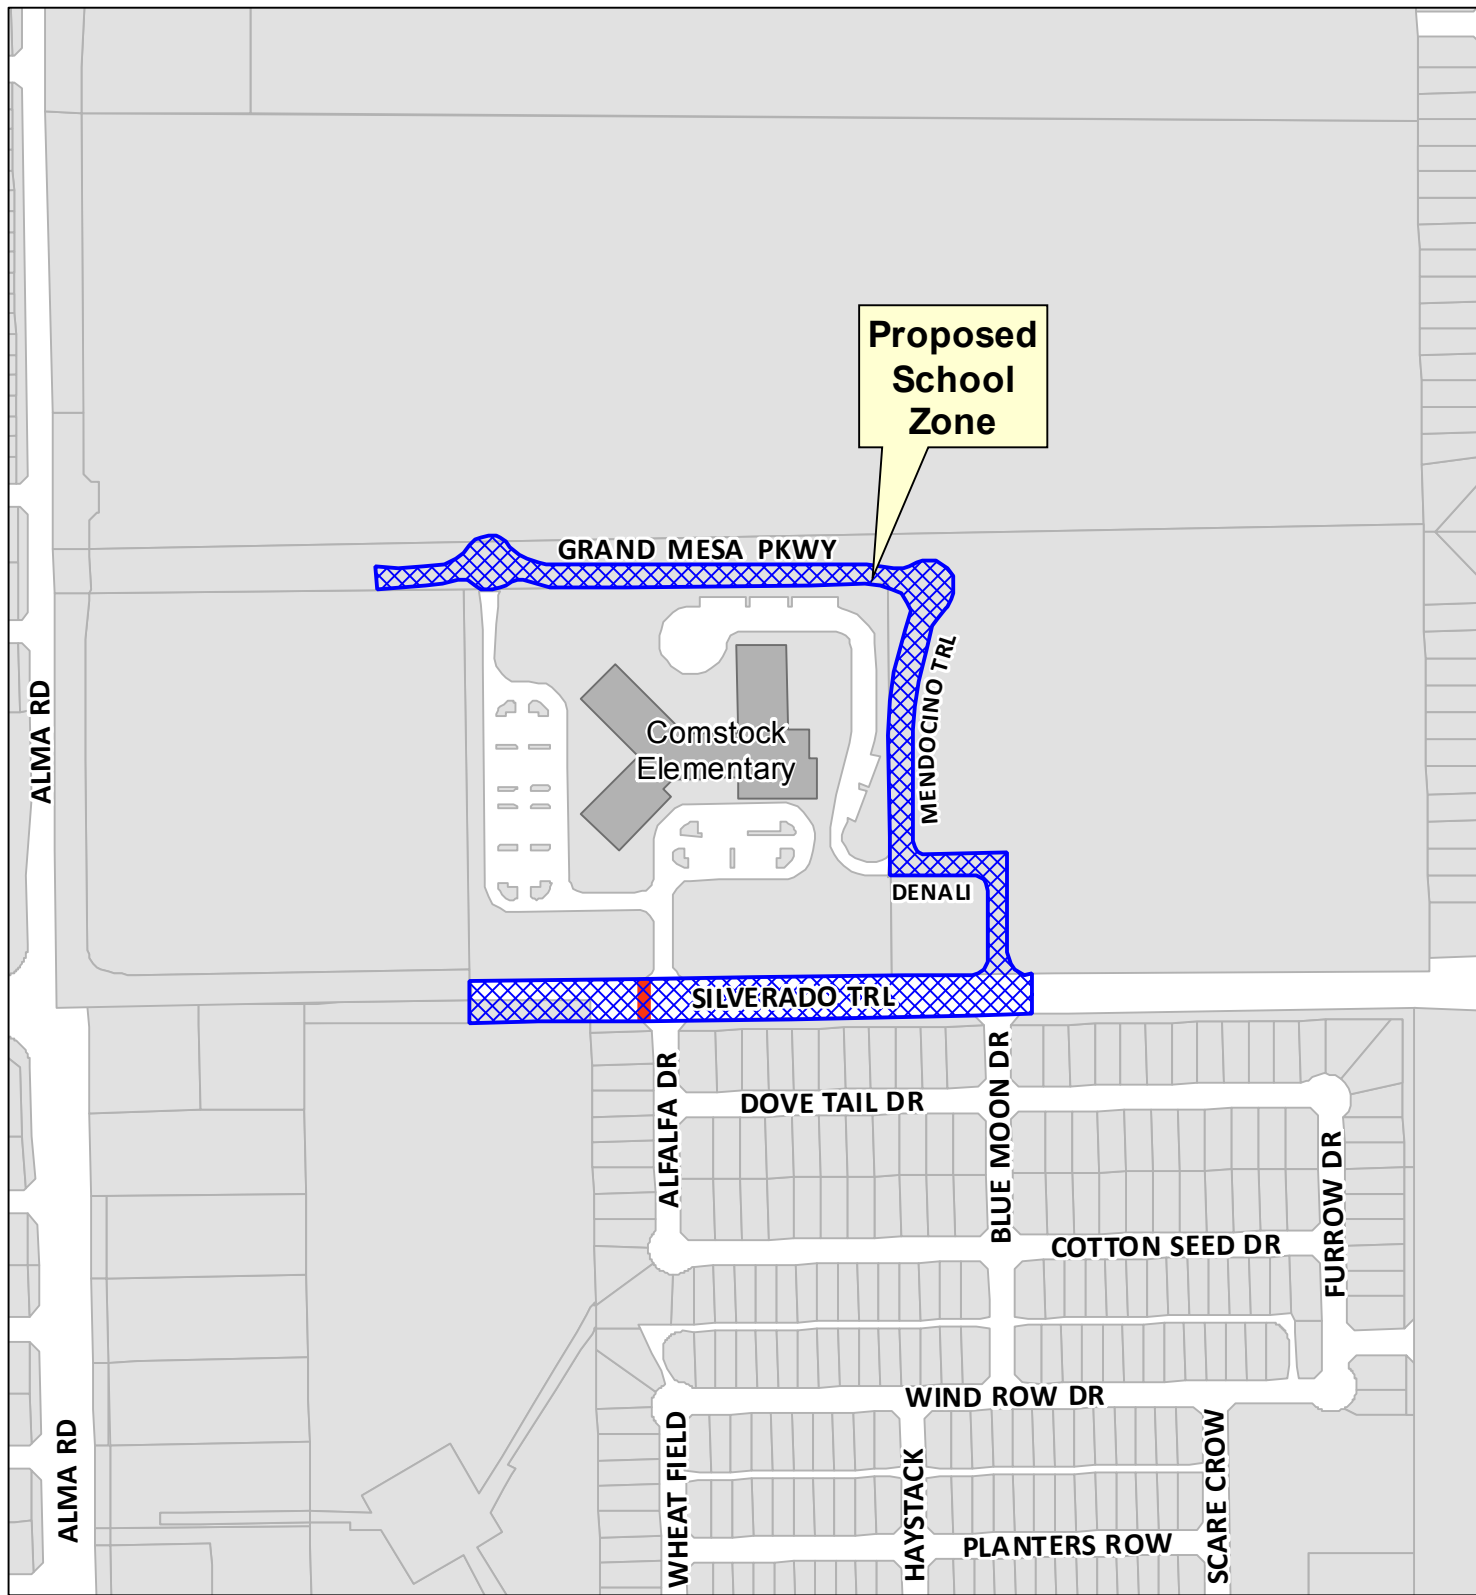 Proposed
School
Zone
GRAND MESA PKWY
MENDOCINO TRL
ALMA RD
Comstock
Elementary
DENALI
SILVERADO TRL
ALFALFA DR
DOVE TAIL DR
BLUE MOON DR
FURROW DR
COTTON SEED DR
WIND ROW DR
ALMA RD
WHEAT FIELD
HAYSTACK
SCARE CROW
PLANTERS ROW